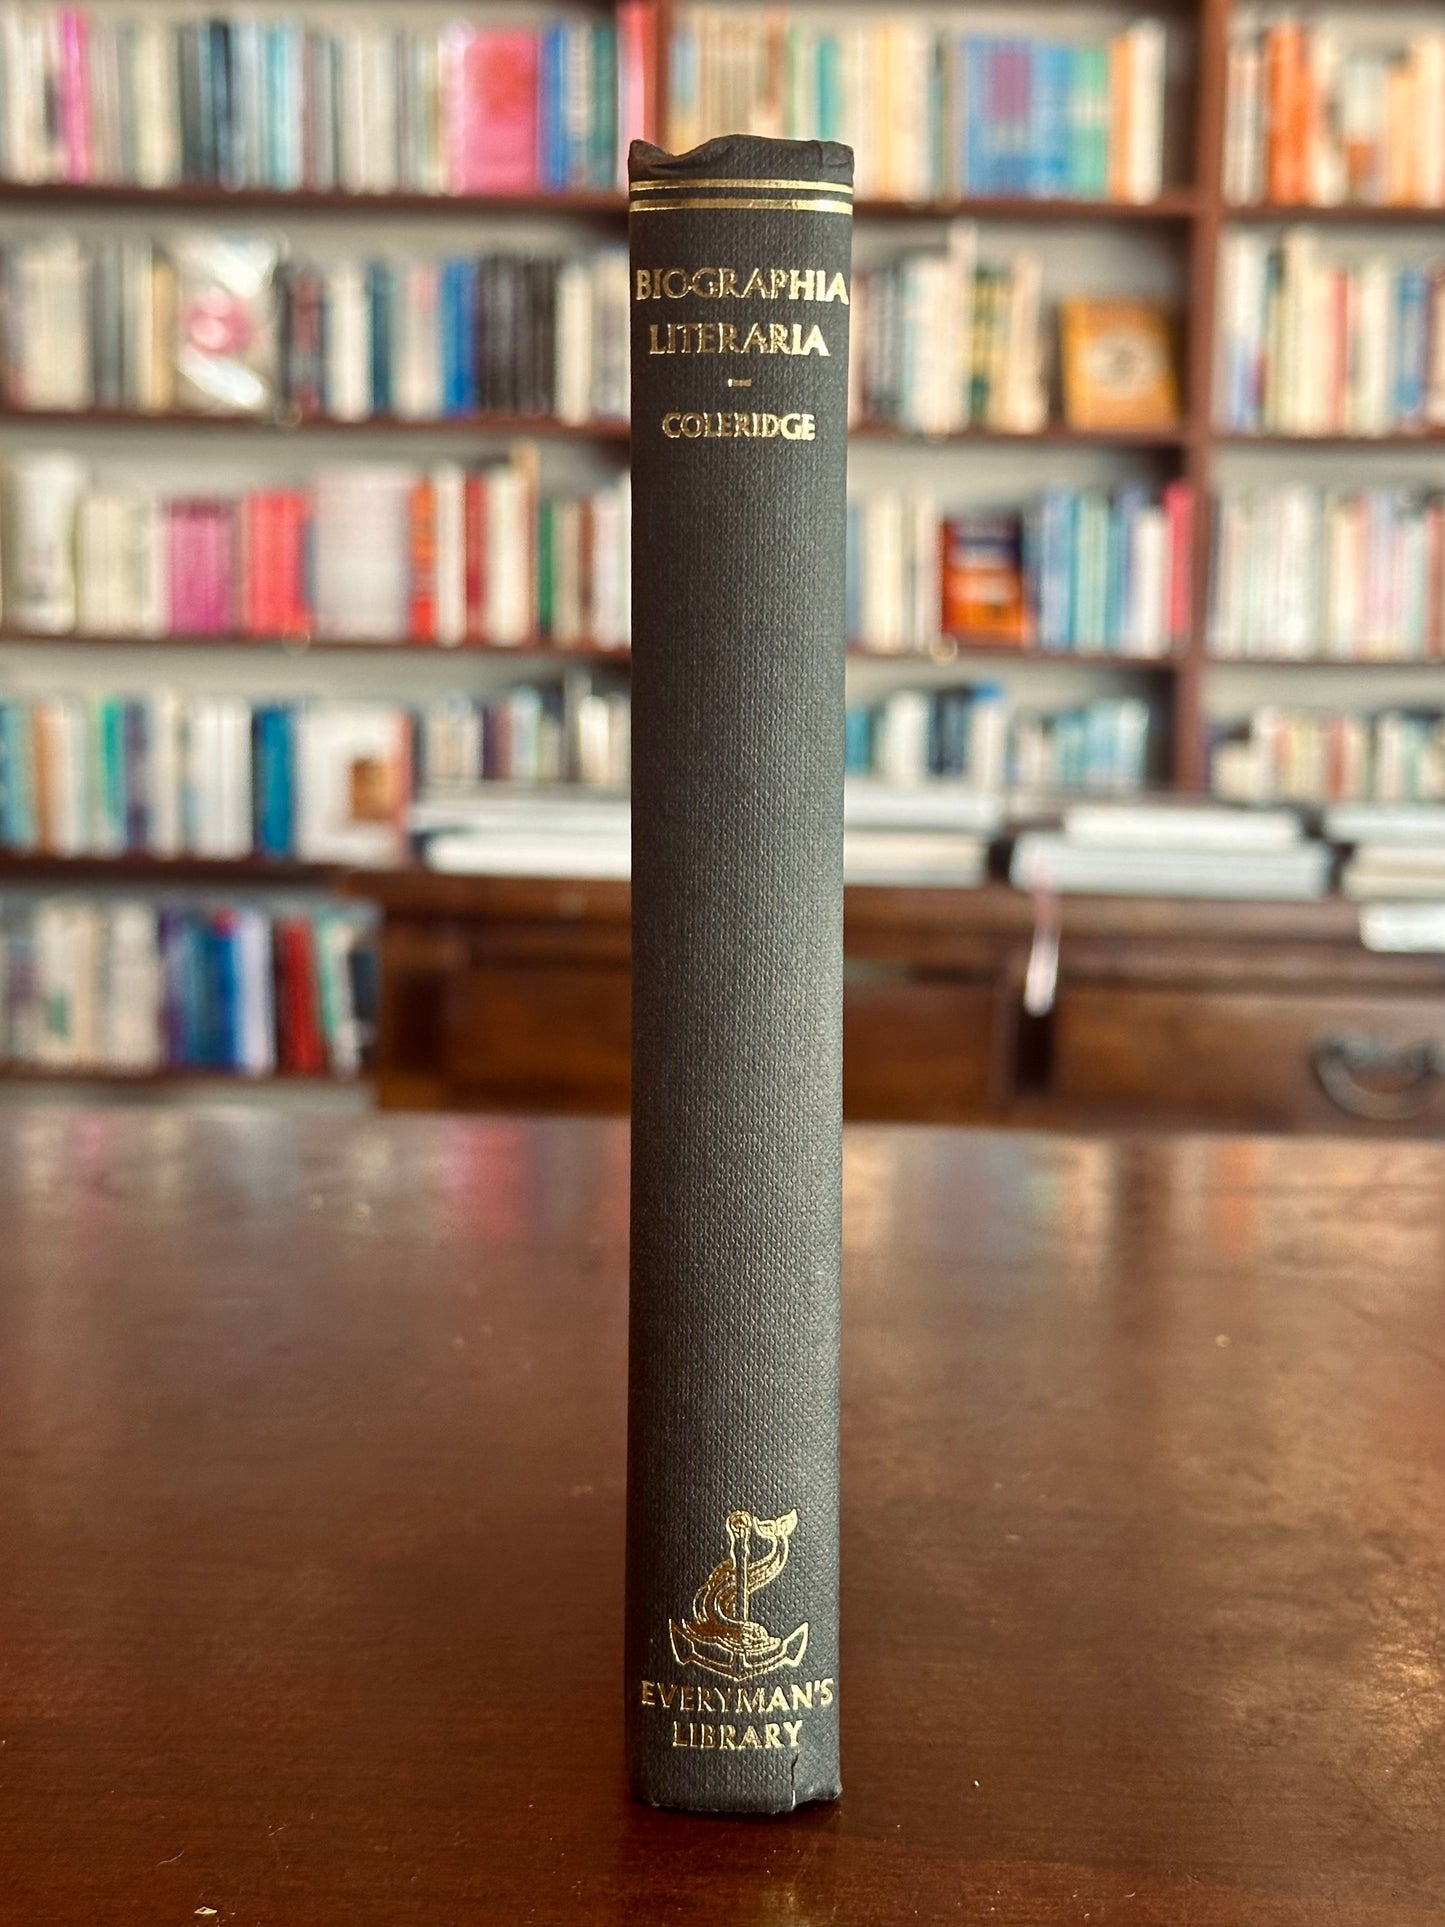 BIOGRAPHIA
LITERARIA
-
COLERIDGE
EVERYMAN'S
LIBRARY